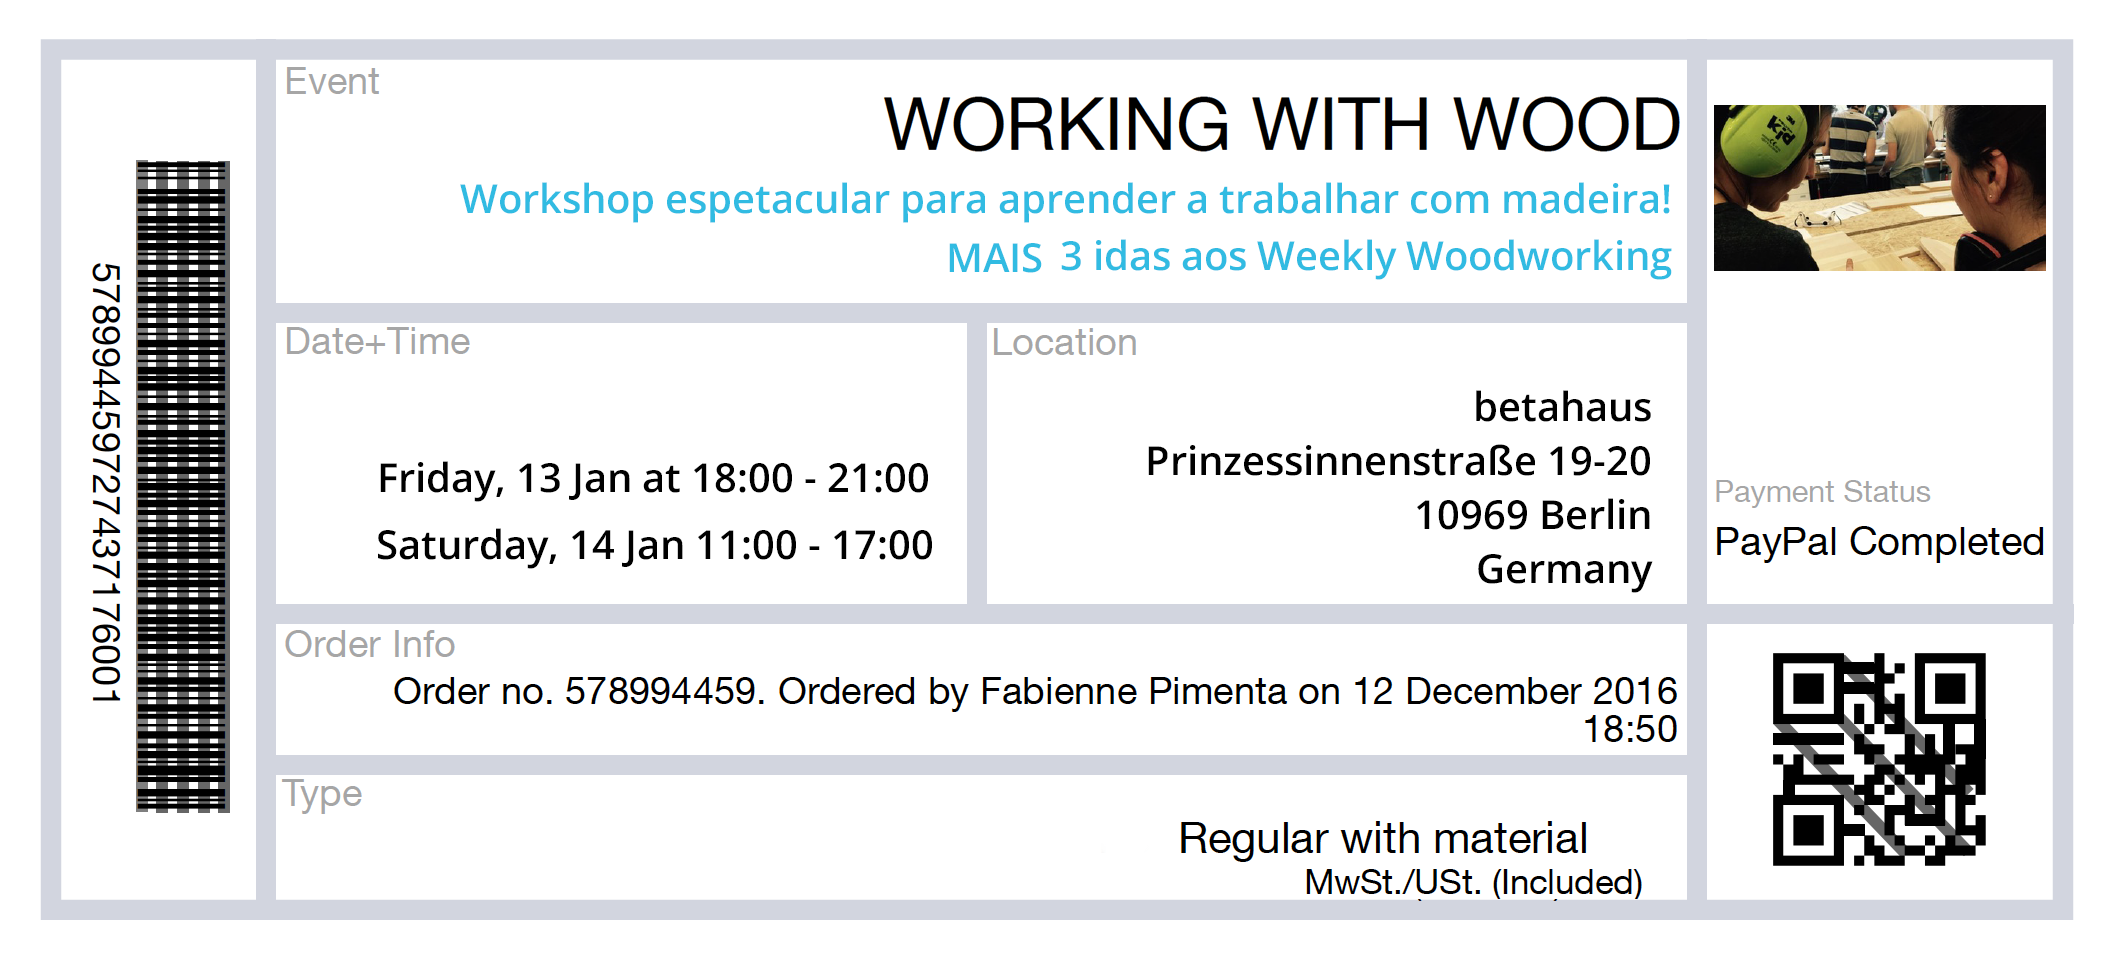 Event
WORKING WITH WOOD
Workshop espetacular para aprender a trabalhar com madeira!
MAIS 3 idas aos Weekly Woodworking
Date+Time
Friday, 13 Jan at 18:00 - 21:00
Saturday, 14 Jan 11:00 - 17:00
Location
betahaus
Prinzessinnenstraße 19-20
10969 Berlin
Germany
Payment Status
PayPal Completed
Order Info
Order no. 578994459. Ordered by Fabienne Pimenta on 12 December 2016
18:50
Type
Regular with material
MwSt./USt. (Included)
578994459727437176001
kid